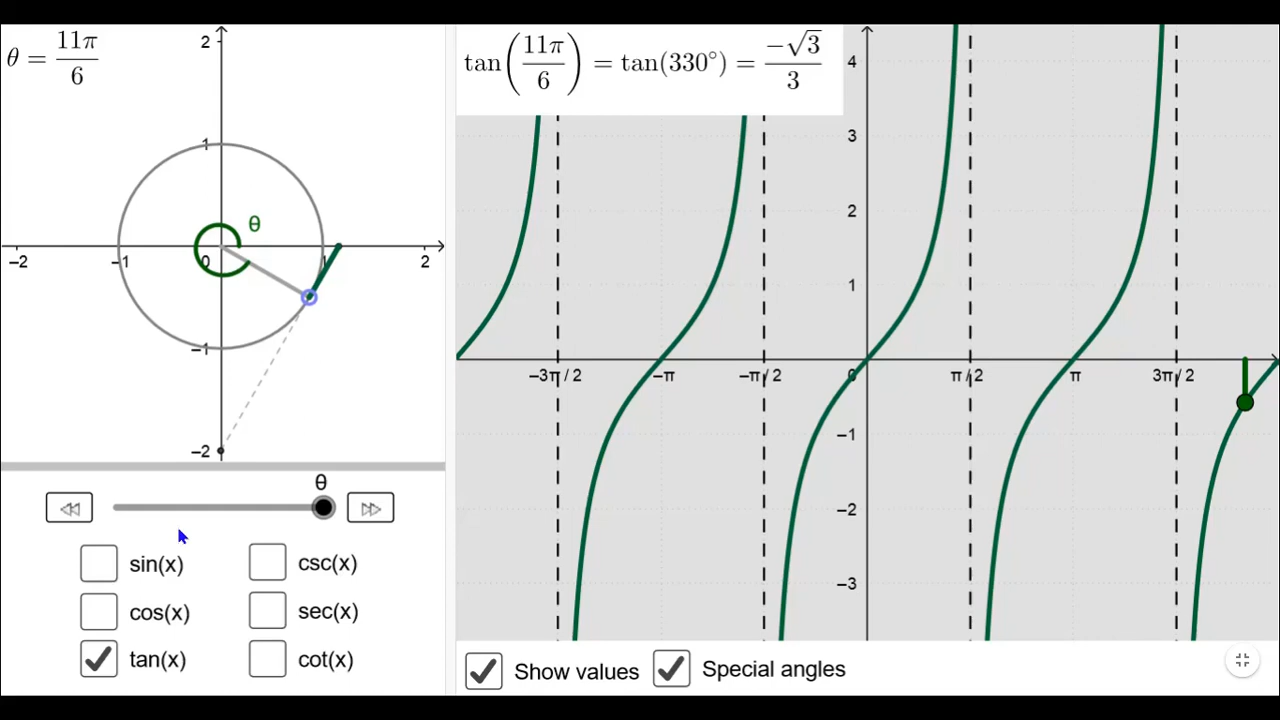 θ = 11π/6
2
1
θ
−2
−1
0
1
2
−1
−2
tan(11π/6) = tan(330°) = −√3/3
4
3
2
1
−3π / 2
−π
−π / 2
0
π / 2
π
3π / 2
−1
−2
−3
θ
sin(x)
csc(x)
cos(x)
sec(x)
tan(x)
cot(x)
Show values
Special angles